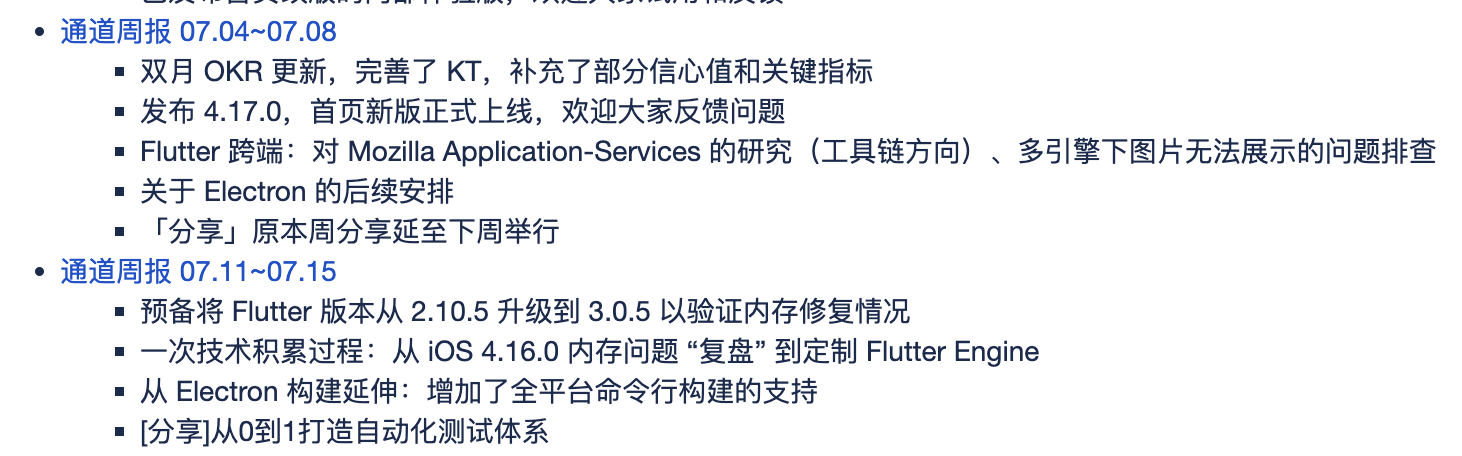 通道周报 07.04~07.08
双月 OKR 更新，完善了 KT，补充了部分信心值和关键指标
发布 4.17.0，首页新版正式上线，欢迎大家反馈问题
Flutter 跨端：对 Mozilla Application-Services 的研究（工具链方向）、多引擎下图片无法展示的问题排查
关于 Electron 的后续安排
「分享」原本周分享延至下周举行
通道周报 07.11~07.15
预备将 Flutter 版本从 2.10.5 升级到 3.0.5 以验证内存修复情况
一次技术积累过程：从 iOS 4.16.0 内存问题 “复盘” 到定制 Flutter Engine
从 Electron 构建延伸：增加了全平台命令行构建的支持
[分享]从0到1打造自动化测试体系